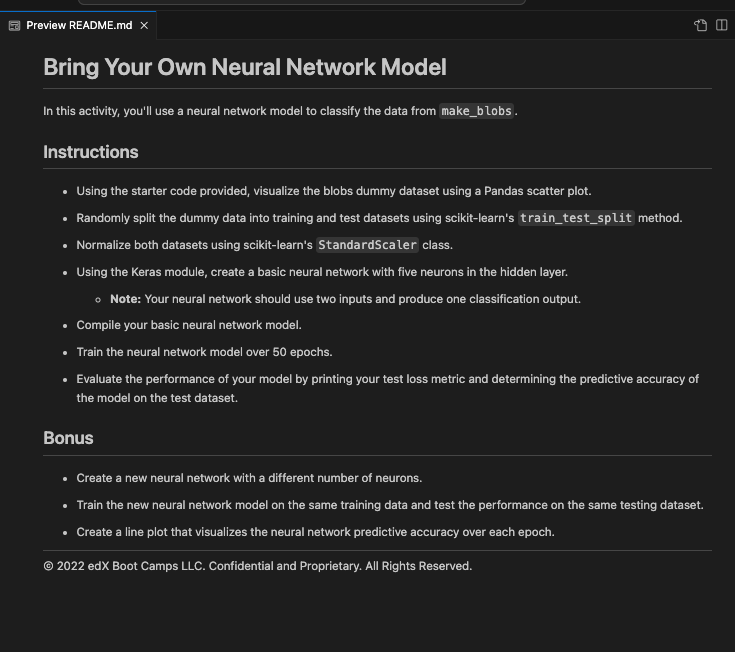 Preview README.md
Bring Your Own Neural Network Model
In this activity, you'll use a neural network model to classify the data from make_blobs.
Instructions
Using the starter code provided, visualize the blobs dummy dataset using a Pandas scatter plot.
Randomly split the dummy data into training and test datasets using scikit-learn's train_test_split method.
Normalize both datasets using scikit-learn's StandardScaler class.
Using the Keras module, create a basic neural network with five neurons in the hidden layer.
Note: Your neural network should use two inputs and produce one classification output.
Compile your basic neural network model.
Train the neural network model over 50 epochs.
Evaluate the performance of your model by printing your test loss metric and determining the predictive accuracy of
the model on the test dataset.
Bonus
Create a new neural network with a different number of neurons.
Train the new neural network model on the same training data and test the performance on the same testing dataset.
Create a line plot that visualizes the neural network predictive accuracy over each epoch.
© 2022 edX Boot Camps LLC. Confidential and Proprietary. All Rights Reserved.